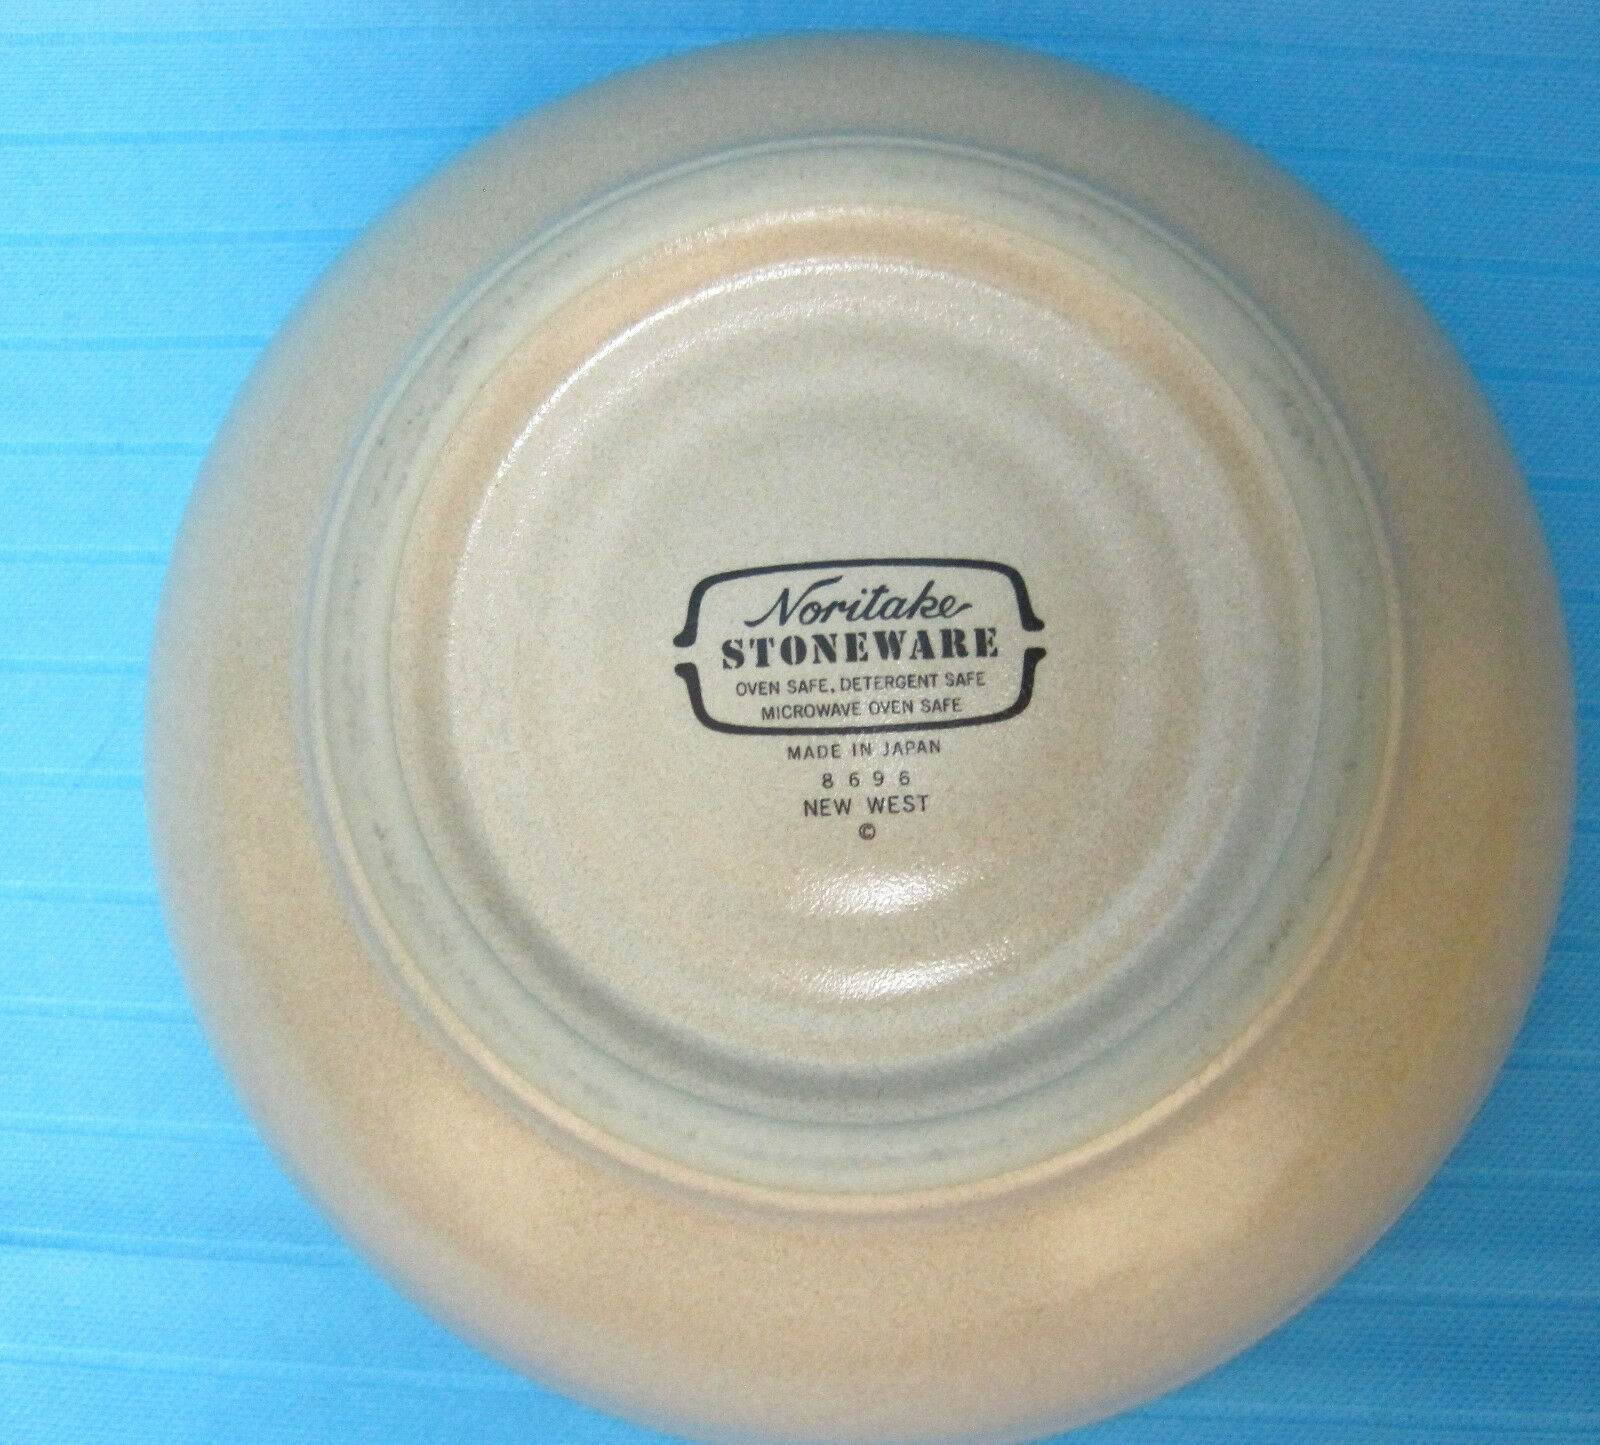 Noritake
STONEWARE
OVEN SAFE, DETERGENT SAFE
MICROWAVE OVEN SAFE
MADE IN JAPAN
8696
NEW WEST
©